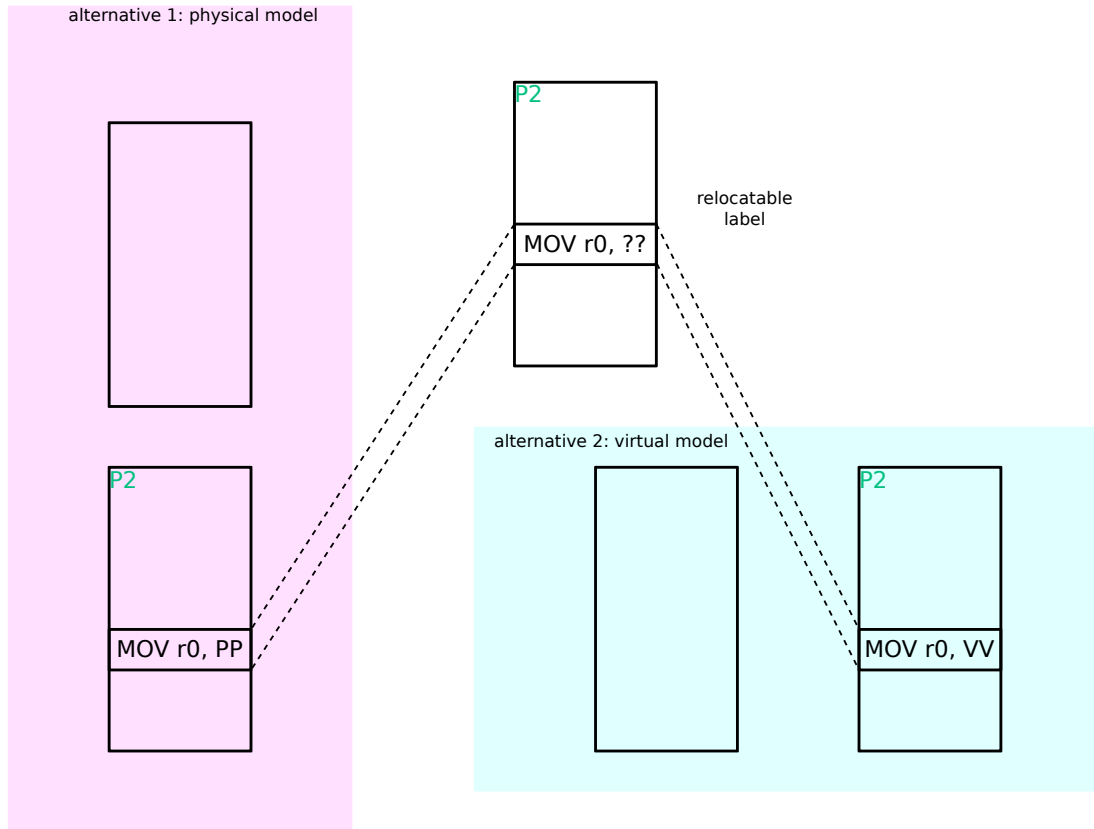 alternative 1: physical model
P2
relocatable
label
MOV r0, ??
alternative 2: virtual model
P2
P2
MOV r0, PP
MOV r0, VV